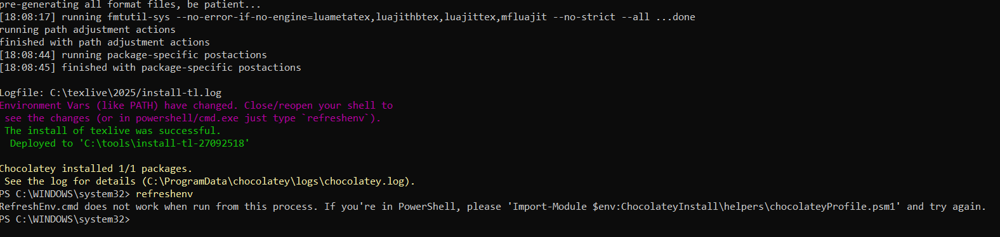 pre-generating all format files, be patient...
[18:08:17] running fmtutil-sys --no-error-if-no-engine=luametatex,luajithbtex,luajittex,mfluajit --no-strict --all ...done
running path adjustment actions
finished with path adjustment actions
[18:08:44] running package-specific postactions
[18:08:45] finished with package-specific postactions
Logfile: C:\texlive\2025/install-tl.log
Environment Vars (like PATH) have changed. Close/reopen your shell to
see the changes (or in powershell/cmd.exe just type `refreshenv`).
The install of texlive was successful.
Deployed to 'C:\tools\install-tl-27092518'
Chocolatey installed 1/1 packages.
See the log for details (C:\ProgramData\chocolatey\logs\chocolatey.log).
PS C:\WINDOWS\system32> refreshenv
RefreshEnv.cmd does not work when run from this process. If you're in PowerShell, please 'Import-Module $env:ChocolateyInstall\helpers\chocolateyProfile.psm1' and try again.
PS C:\WINDOWS\system32>